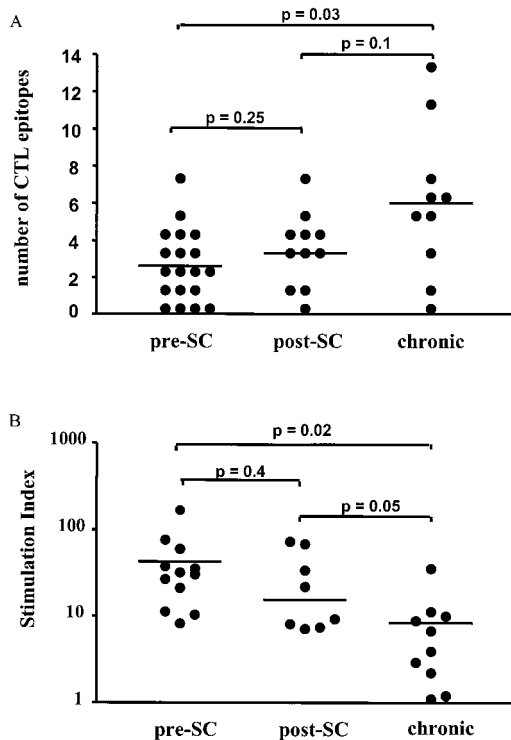 A
p = 0.03
p = 0.1
p = 0.25
number of CTL epitopes
14
12
10
8
6
4
2
0
pre-SC post-SC chronic
B
p = 0.02
p = 0.4
p = 0.05
Stimulation Index
1000
100
10
1
pre-SC post-SC chronic